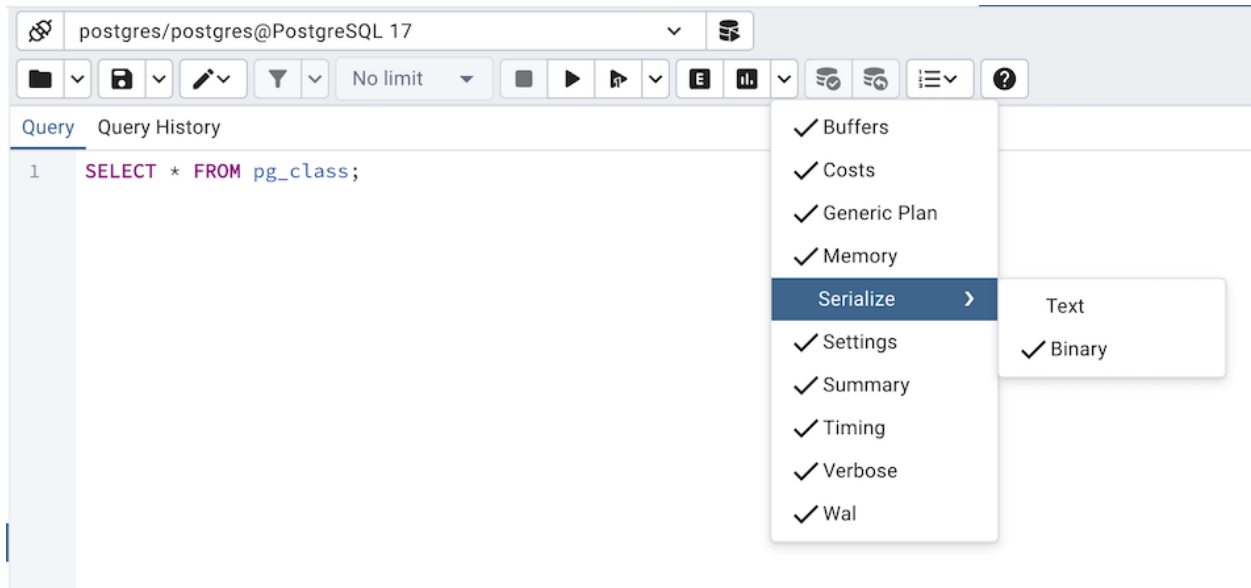 postgres/postgres@PostgreSQL 17
No limit
E
Query Query History
1 SELECT * FROM pg_class;
Buffers
Costs
Generic Plan
Memory
Serialize
Text
Settings
Binary
Summary
Timing
Verbose
Wal